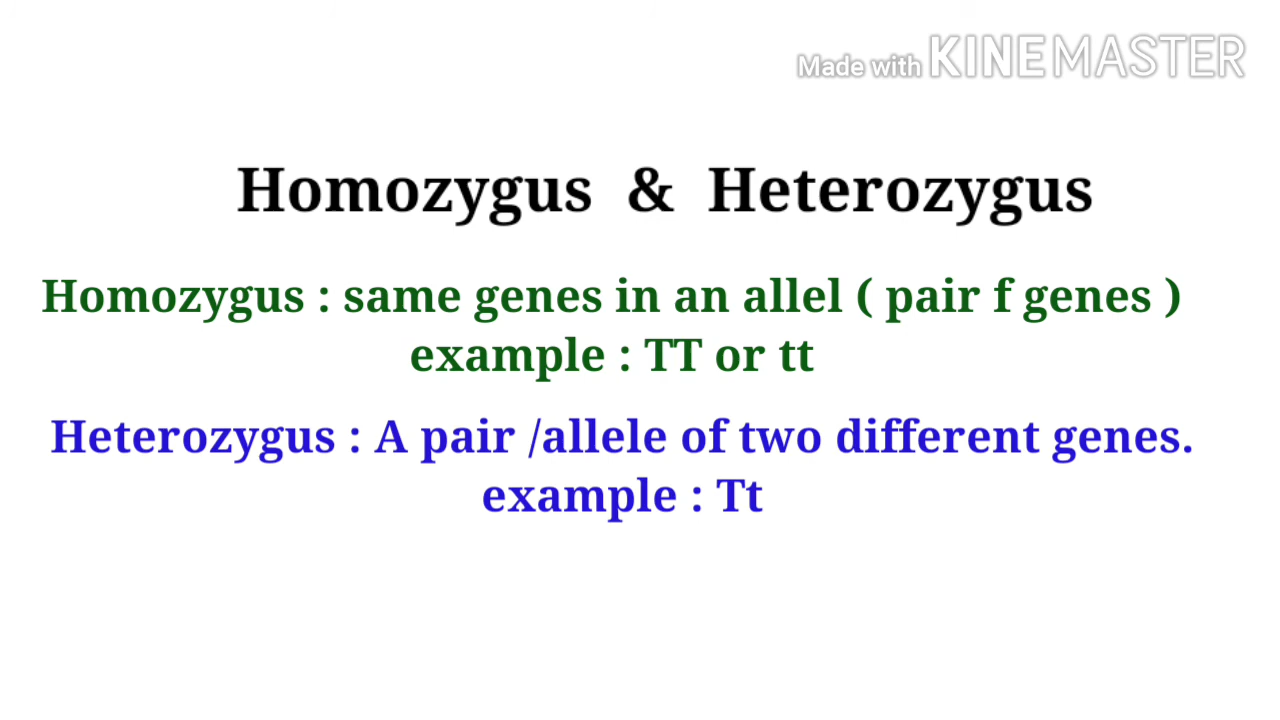 Made with KINEMASTER
Homozygus & Heterozygus
Homozygus : same genes in an allel ( pair f genes )
example : TT or tt
Heterozygus : A pair /allele of two different genes.
example : Tt